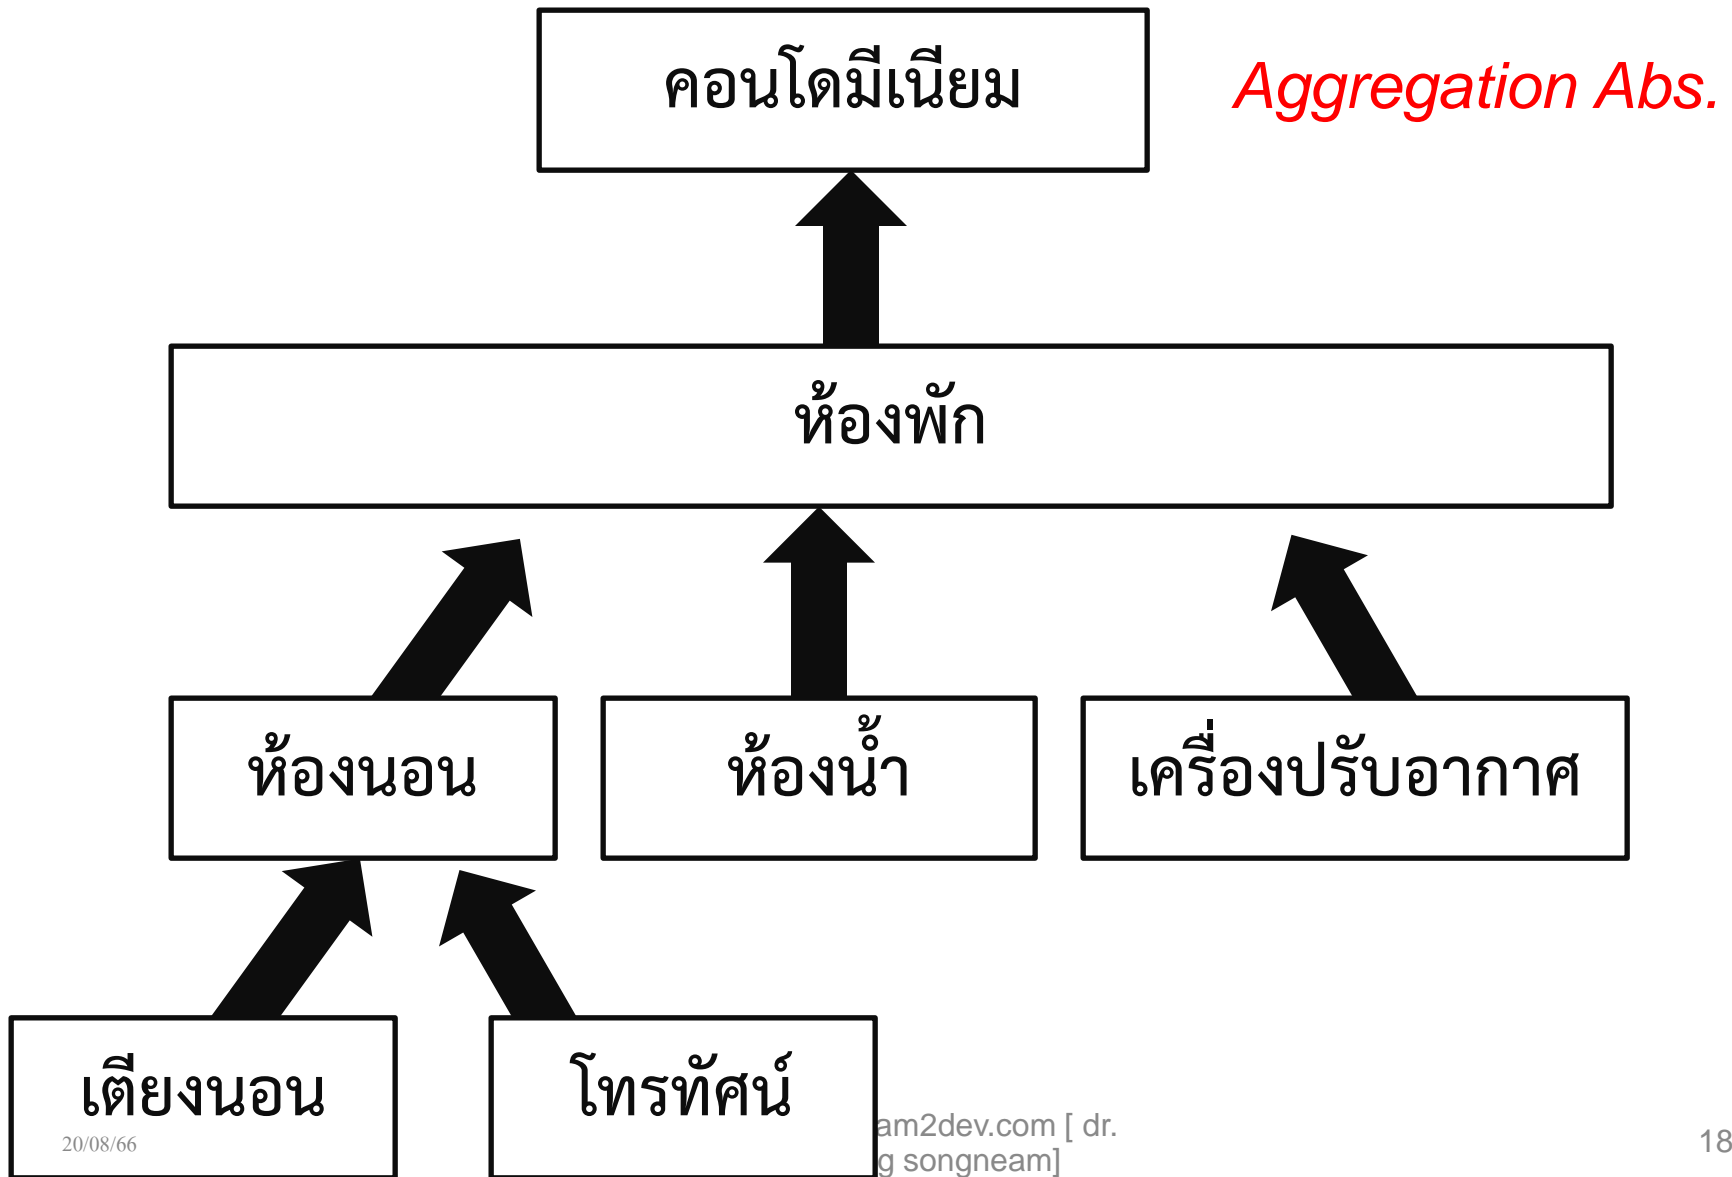 คอนโดมีเนียม
Aggregation Abs.
ห้องพัก
ห้องนอน
ห้องน้ำ
เครื่องปรับอากาศ
เตียงนอน
โทรทัศน์
20/08/66
am2dev.com [ dr.
g songneam]
18